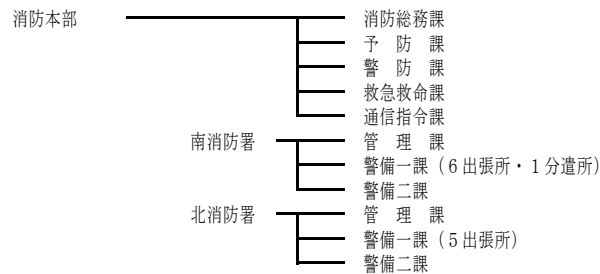 消防本部 消防総務課
予 防 課
警 防 課
救急救命課
通信指令課
南消防署 管 理 課
警備一課（６出張所・１分遣所）
警備二課
北消防署 管 理 課
警備一課（５出張所）
警備二課